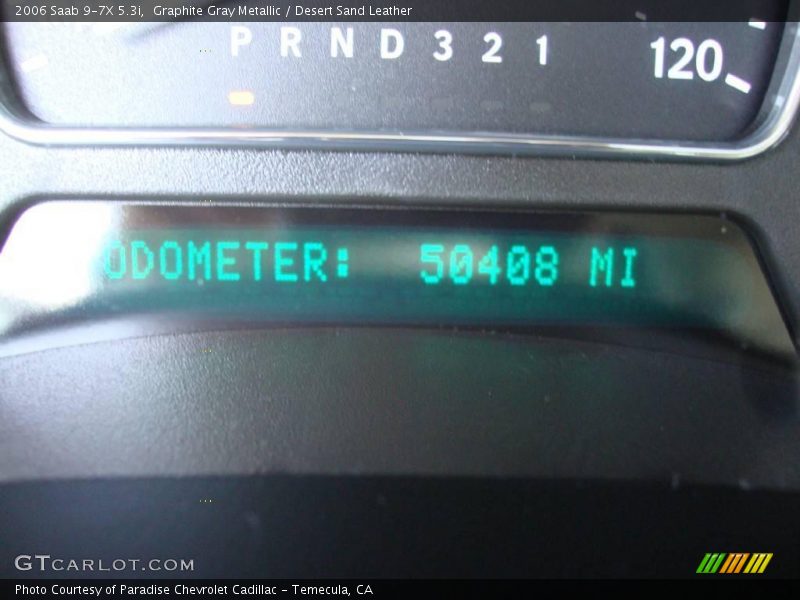 2006 Saab 9-7X 5.3i, Graphite Gray Metallic / Desert Sand Leather
P R N D 3 2 1 120
ODOMETER: 50408 MI
GTCARLOT.COM
Photo Courtesy of Paradise Chevrolet Cadillac - Temecula, CA